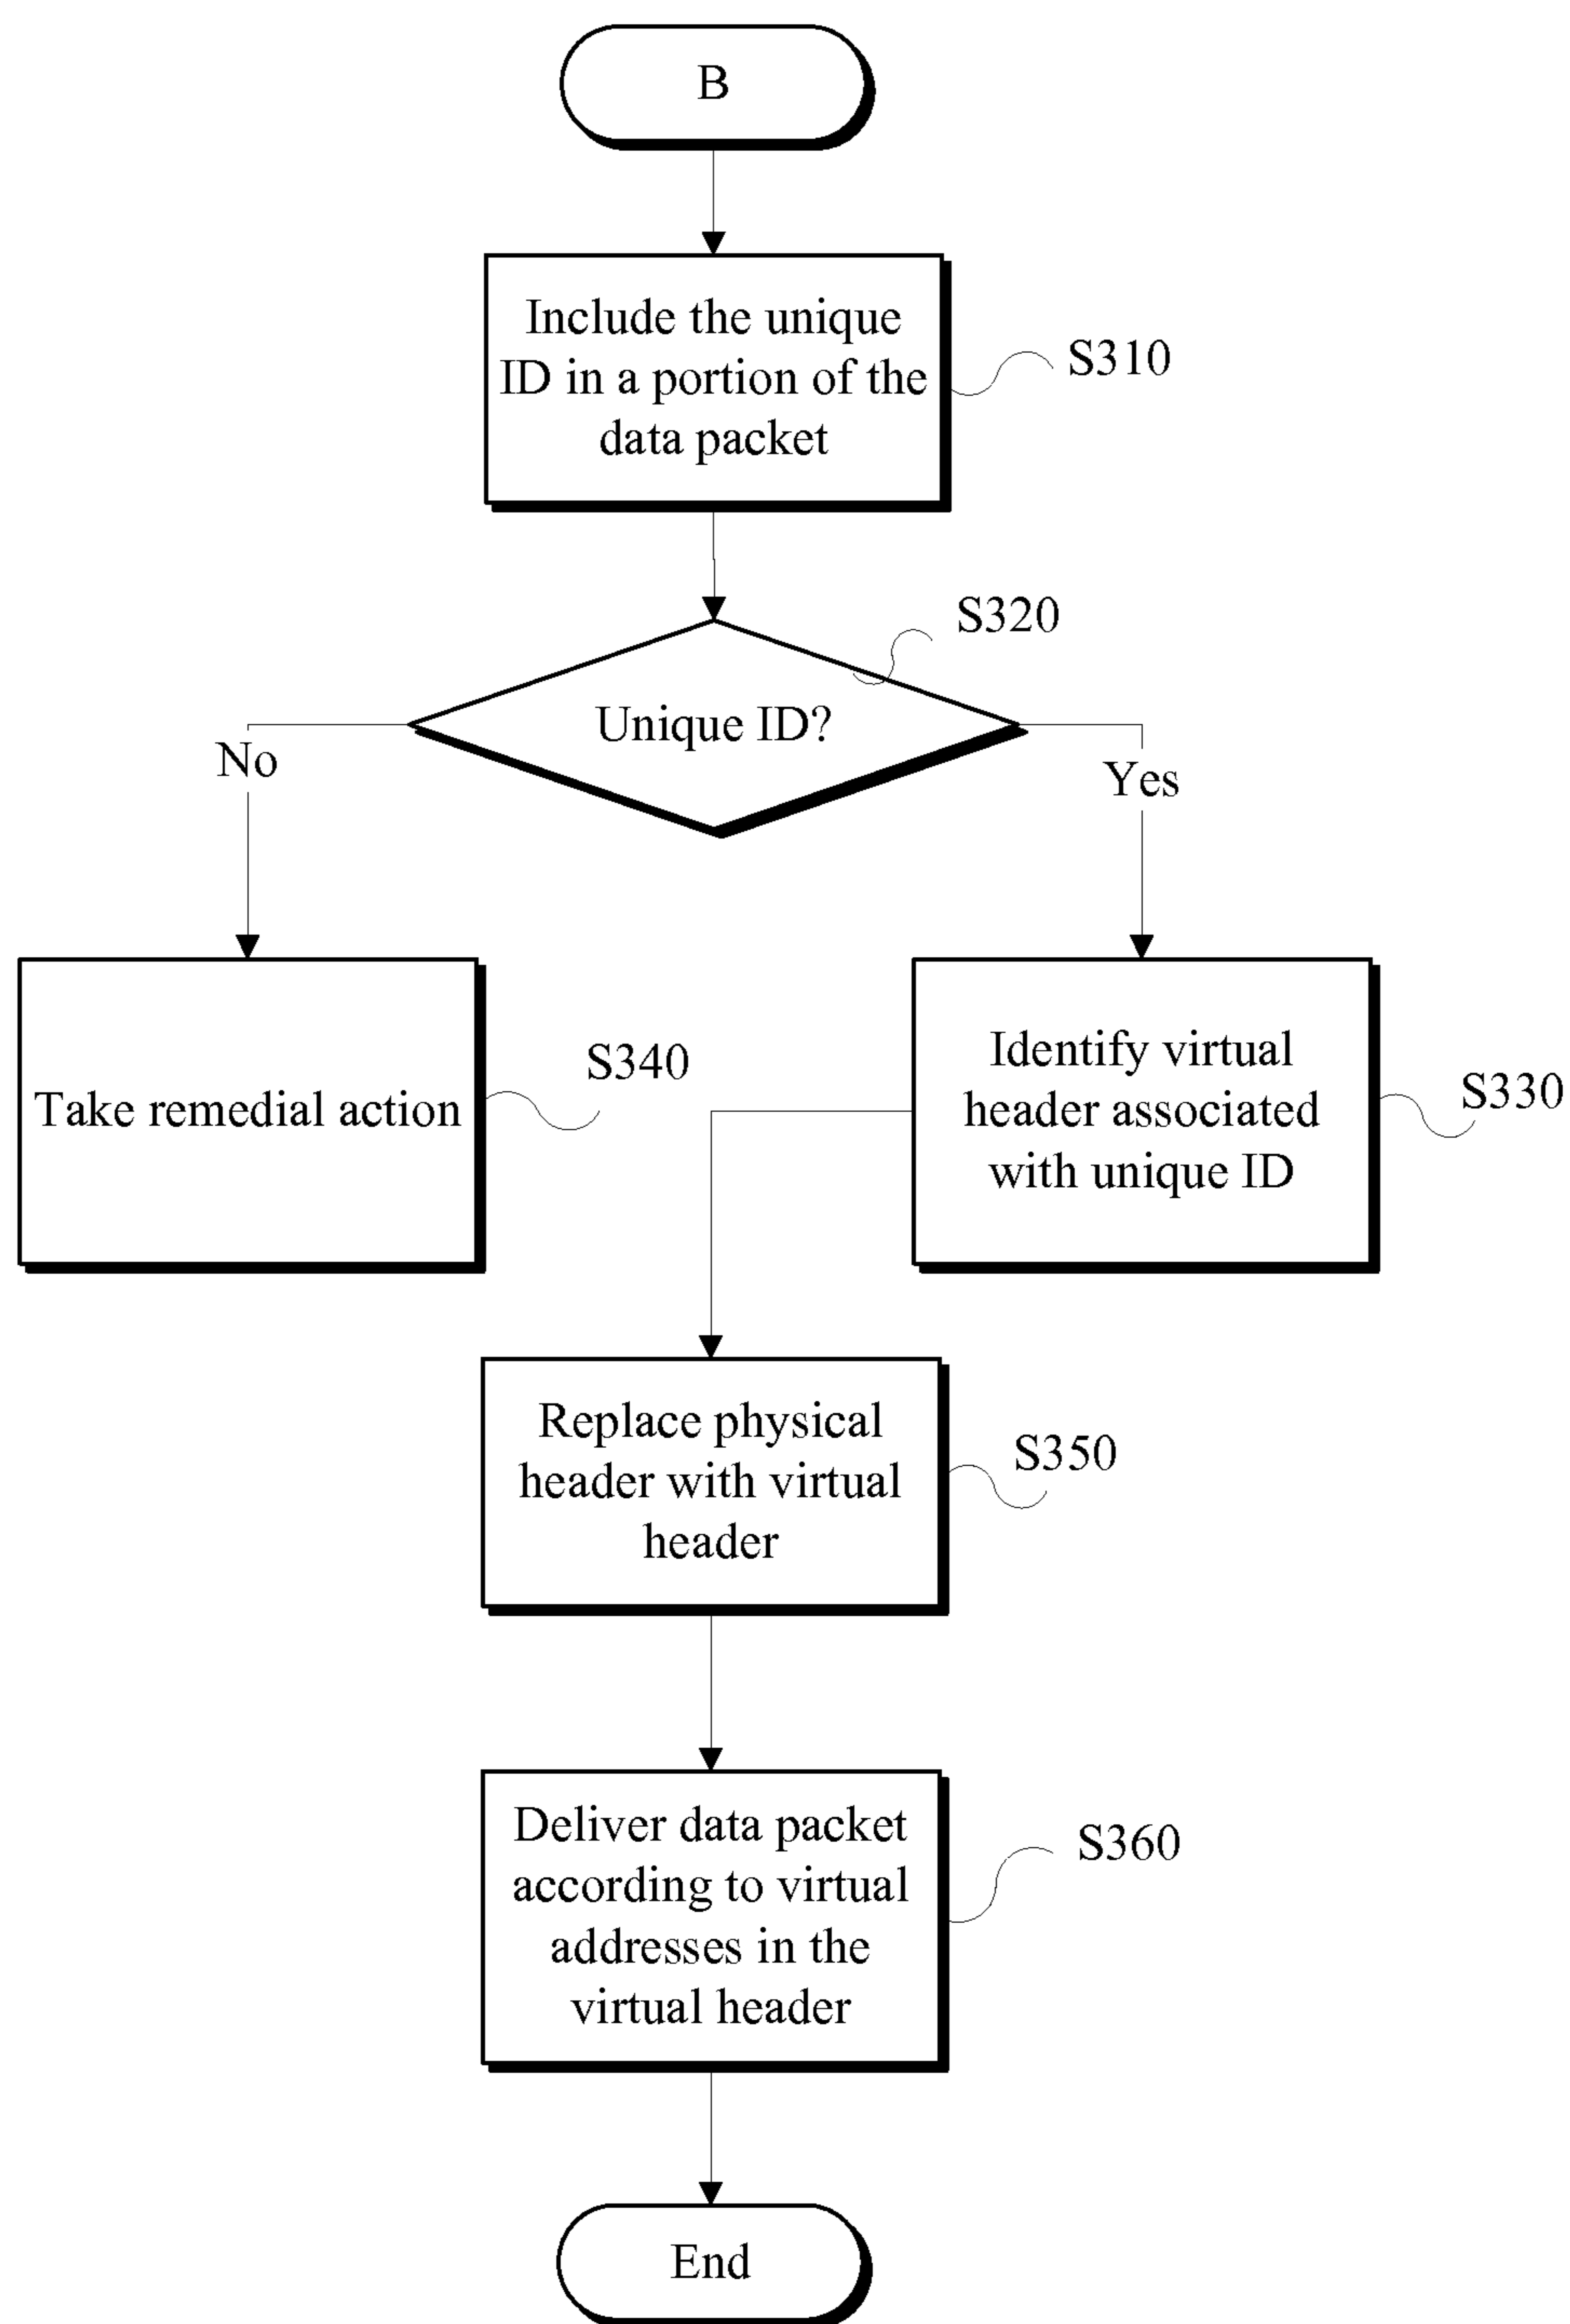 B
Include the unique
ID in a portion of the
data packet
S310
S320
Unique ID?
No
Yes
Take remedial action
S340
Identify virtual
header associated
with unique ID
S330
Replace physical
header with virtual
header
S350
Deliver data packet
according to virtual
addresses in the
virtual header
S360
End